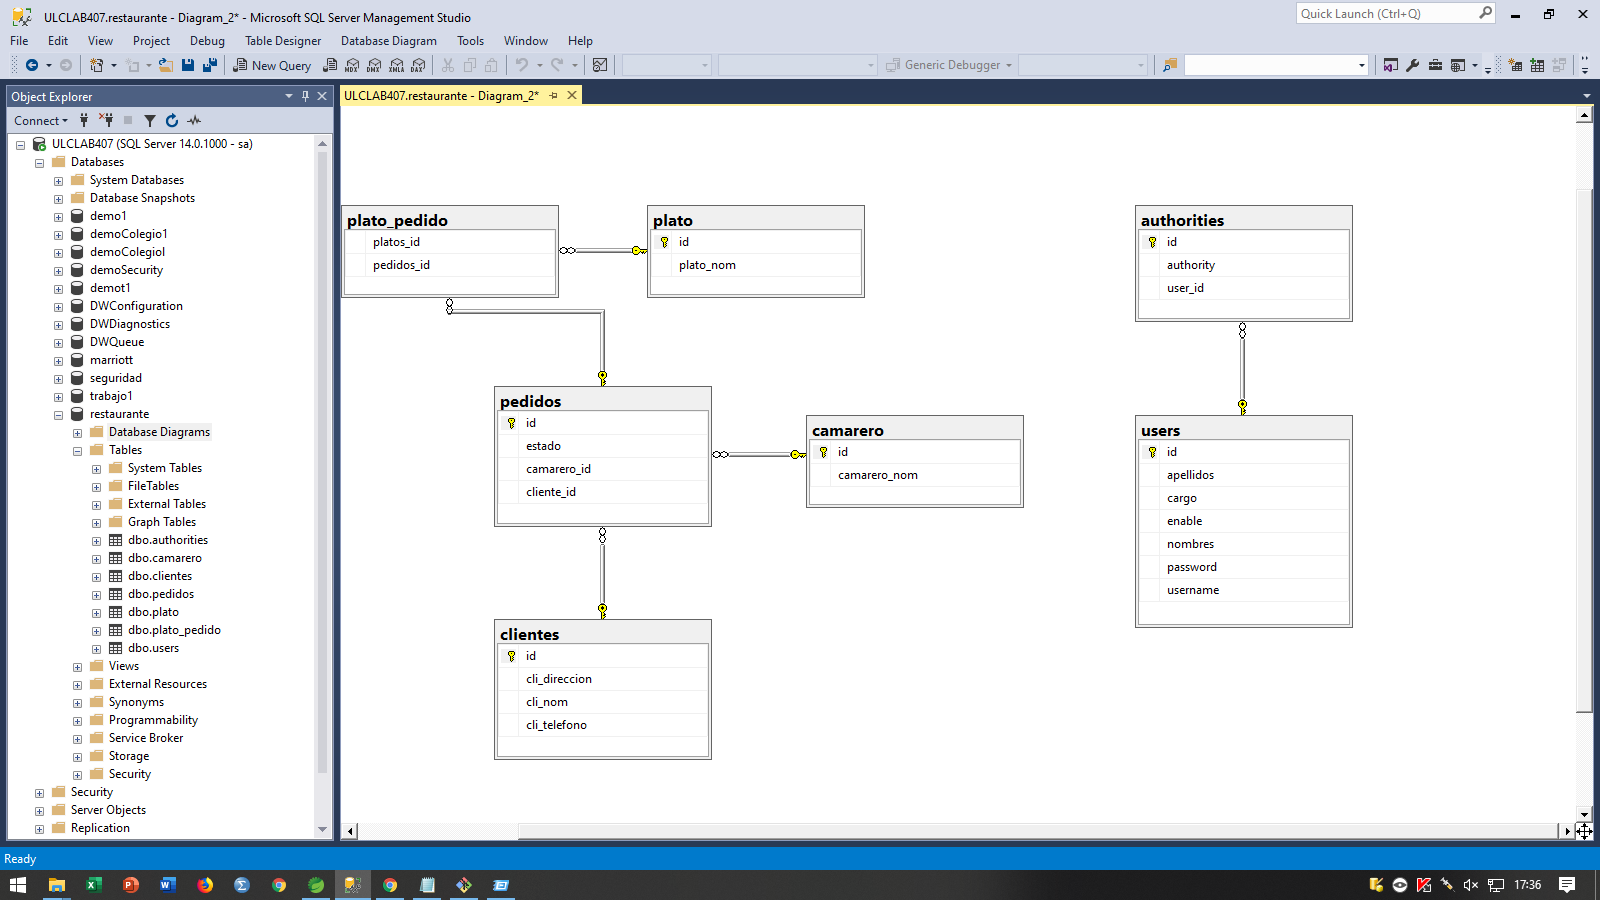 ULCLAB407.restaurante - Diagram_2* - Microsoft SQL Server Management Studio
Quick Launch (Ctrl+Q)
File Edit View Project Debug Table Designer Database Diagram Tools Window Help
New Query
MDX
DMX
XMLA
DAX
Generic Debugger
Object Explorer
ULCLAB407.restaurante - Diagram_2*
Connect
ULCLAB407 (SQL Server 14.0.1000 - sa)
Databases
System Databases
Database Snapshots
demo1
demoColegio1
demoColegiol
demoSecurity
demot1
DWConfiguration
DWDiagnostics
DWQueue
marriott
seguridad
trabajo1
restaurante
Database Diagrams
Tables
System Tables
FileTables
External Tables
Graph Tables
dbo.authorities
dbo.camarero
dbo.clientes
dbo.pedidos
dbo.plato
dbo.plato_pedido
dbo.users
Views
External Resources
Synonyms
Programmability
Service Broker
Storage
Security
Security
Server Objects
Replication
plato_pedido
platos_id
pedidos_id
plato
id
plato_nom
authorities
id
authority
user_id
pedidos
id
estado
camarero_id
cliente_id
camarero
id
camarero_nom
users
id
apellidos
cargo
enable
nombres
password
username
clientes
id
cli_direccion
cli_nom
cli_telefono
Ready
17:36